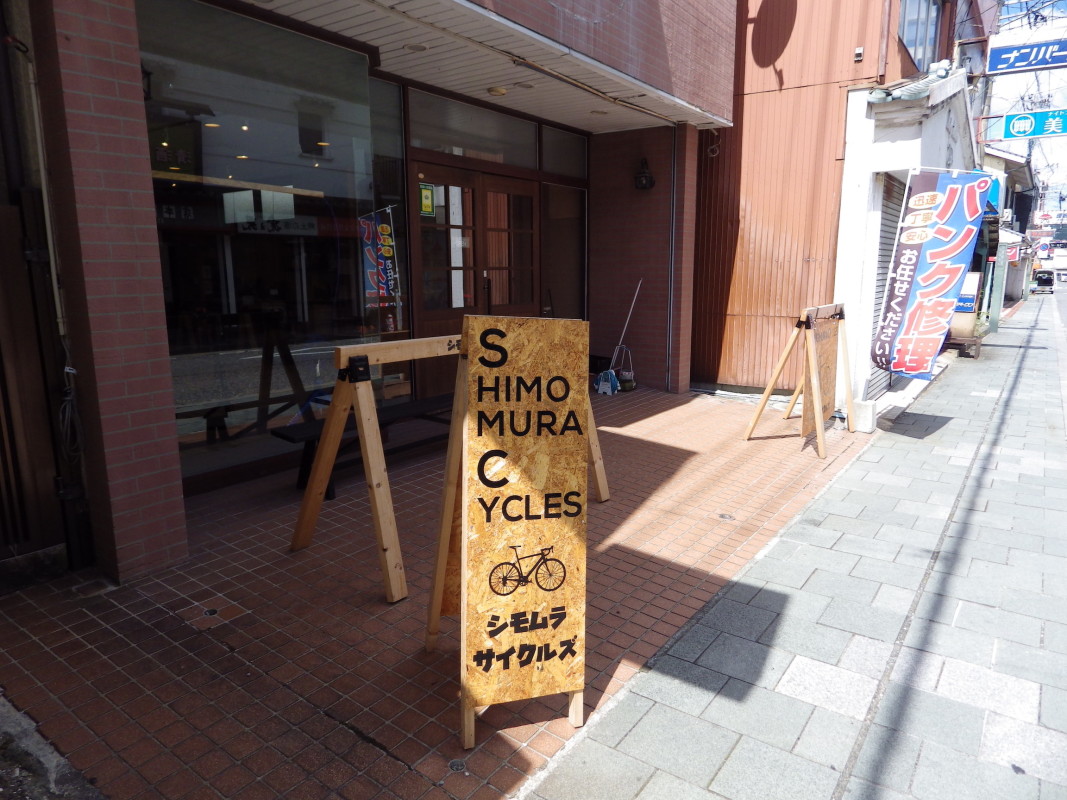 S
HIMO
MURA
C
YCLES
シモムラ
サイクルズ
迅速
丁寧
安心
パンク修理
お任せください!!
ナンバー
美